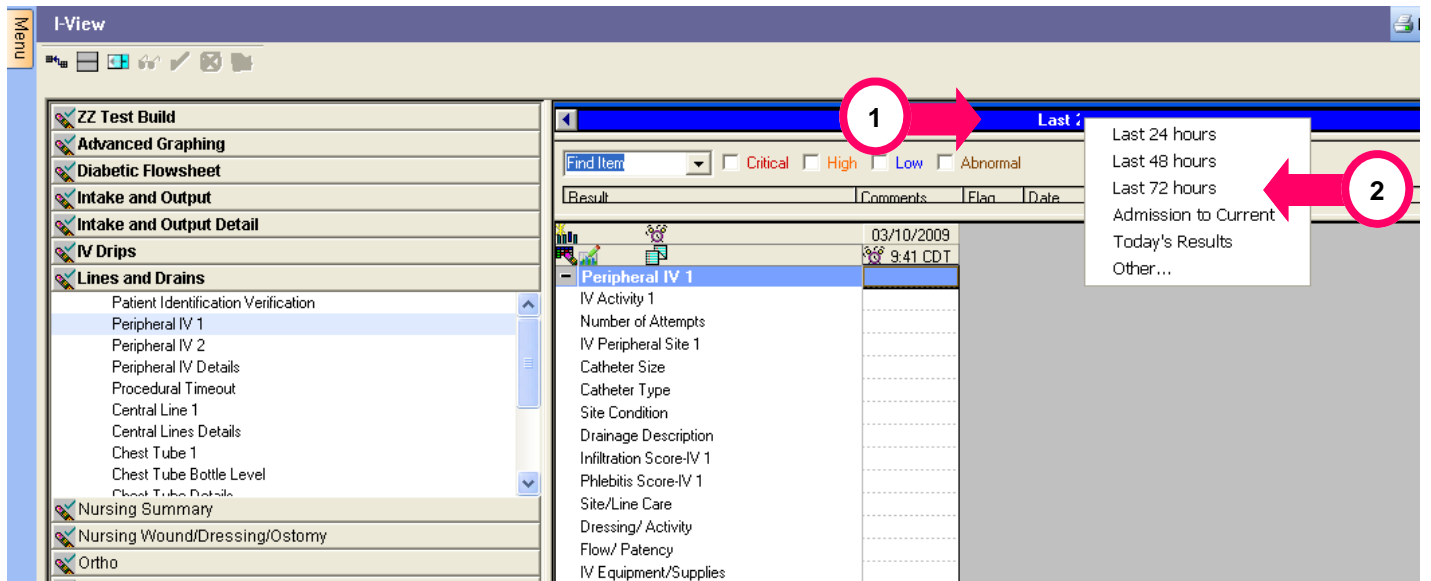 Menu
I-View
ZZ Test Build
Advanced Graphing
Diabetic Flowsheet
Intake and Output
Intake and Output Detail
IV Drips
Lines and Drains
Patient Identification Verification
Peripheral IV 1
Peripheral IV 2
Peripheral IV Details
Procedural Timeout
Central Line 1
Central Lines Details
Chest Tube 1
Chest Tube Bottle Level
Chest Tube Details
Nursing Summary
Nursing Wound/Dressing/Ostomy
Ortho
1
Last
Find Item Critical High Low Abnormal
Result Comments Flag Date
Last 24 hours
Last 48 hours
Last 72 hours
Admission to Current
Today's Results
Other...
2
03/10/2009
9:41 CDT
Peripheral IV 1
IV Activity 1
Number of Attempts
IV Peripheral Site 1
Catheter Size
Catheter Type
Site Condition
Drainage Description
Infiltration Score-IV 1
Phlebitis Score-IV 1
Site/Line Care
Dressing/ Activity
Flow/ Patency
IV Equipment/Supplies